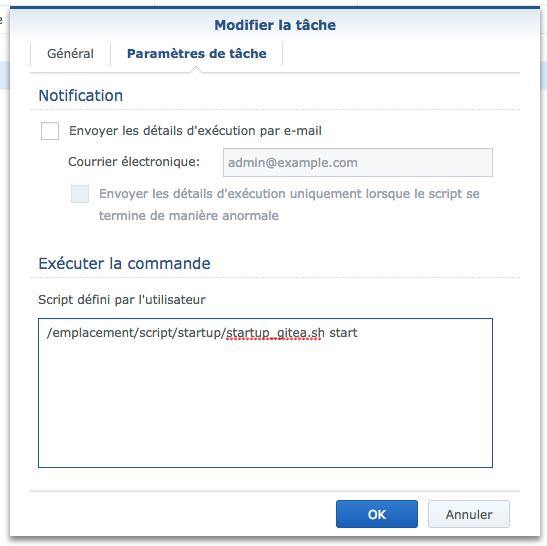 Modifier la tâche
Général
Paramètres de tâche
Notification
Envoyer les détails d'exécution par e-mail
Courrier électronique:
admin@example.com
Envoyer les détails d'exécution uniquement lorsque le script se
termine de manière anormale
Exécuter la commande
Script défini par l'utilisateur
/emplacement/script/startup/startup_gitea.sh start
OK
Annuler